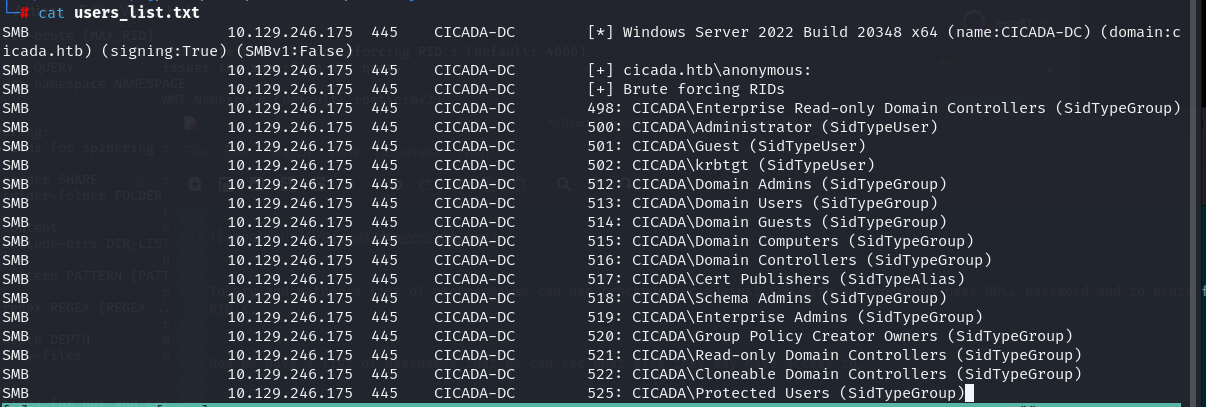 └─# cat users_list.txt
SMB 10.129.246.175 445 CICADA-DC [*] Windows Server 2022 Build 20348 x64 (name:CICADA-DC) (domain:c
icada.htb) (signing:True) (SMBv1:False)
SMB 10.129.246.175 445 CICADA-DC [+] cicada.htb\anonymous:
SMB 10.129.246.175 445 CICADA-DC [+] Brute forcing RIDs
SMB 10.129.246.175 445 CICADA-DC 498: CICADA\Enterprise Read-only Domain Controllers (SidTypeGroup)
SMB 10.129.246.175 445 CICADA-DC 500: CICADA\Administrator (SidTypeUser)
SMB 10.129.246.175 445 CICADA-DC 501: CICADA\Guest (SidTypeUser)
SMB 10.129.246.175 445 CICADA-DC 502: CICADA\krbtgt (SidTypeUser)
SMB 10.129.246.175 445 CICADA-DC 512: CICADA\Domain Admins (SidTypeGroup)
SMB 10.129.246.175 445 CICADA-DC 513: CICADA\Domain Users (SidTypeGroup)
SMB 10.129.246.175 445 CICADA-DC 514: CICADA\Domain Guests (SidTypeGroup)
SMB 10.129.246.175 445 CICADA-DC 515: CICADA\Domain Computers (SidTypeGroup)
SMB 10.129.246.175 445 CICADA-DC 516: CICADA\Domain Controllers (SidTypeGroup)
SMB 10.129.246.175 445 CICADA-DC 517: CICADA\Cert Publishers (SidTypeAlias)
SMB 10.129.246.175 445 CICADA-DC 518: CICADA\Schema Admins (SidTypeGroup)
SMB 10.129.246.175 445 CICADA-DC 519: CICADA\Enterprise Admins (SidTypeGroup)
SMB 10.129.246.175 445 CICADA-DC 520: CICADA\Group Policy Creator Owners (SidTypeGroup)
SMB 10.129.246.175 445 CICADA-DC 521: CICADA\Read-only Domain Controllers (SidTypeGroup)
SMB 10.129.246.175 445 CICADA-DC 522: CICADA\Cloneable Domain Controllers (SidTypeGroup)
SMB 10.129.246.175 445 CICADA-DC 525: CICADA\Protected Users (SidTypeGroup)